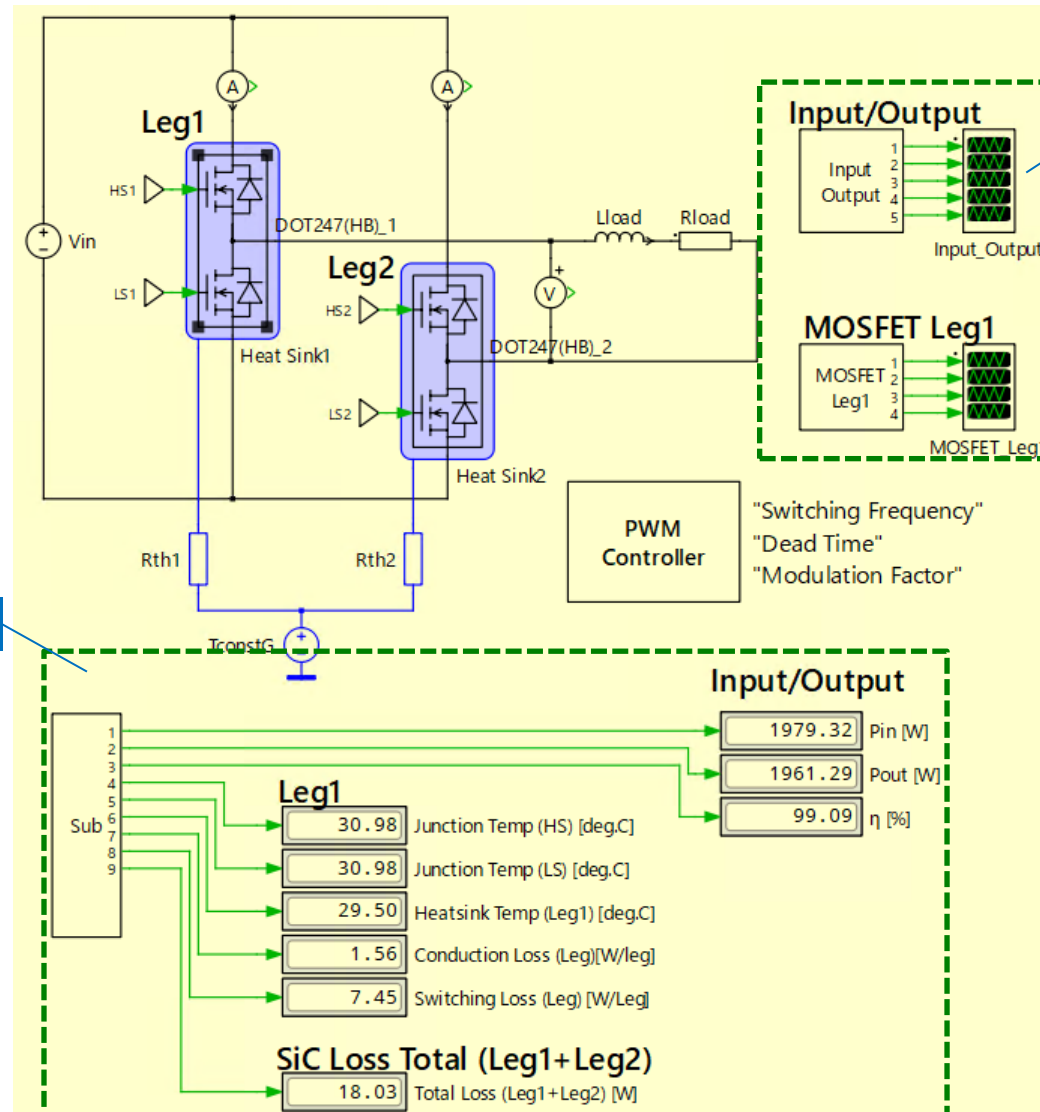 A
A
Leg1
HS1
LS1
Vin
DOT247(HB)_1
Leg2
HS2
LS2
DOT247(HB)_2
Heat Sink1
Heat Sink2
Lload
Rload
V
Rth1
Rth2
TconstG
PWM
Controller
"Switching Frequency"
"Dead Time"
"Modulation Factor"
Input/Output
Input
Output
1
2
3
4
5
Input_Output
MOSFET Leg1
MOSFET
Leg1
1
2
3
4
MOSFET_Leg1
Input/Output
1979.32 Pin [W]
1961.29 Pout [W]
99.09 η [%]
Sub
1
2
3
4
5
6
7
8
9
Leg1
30.98 Junction Temp (HS) [deg.C]
30.98 Junction Temp (LS) [deg.C]
29.50 Heatsink Temp (Leg1) [deg.C]
1.56 Conduction Loss (Leg)[W/leg]
7.45 Switching Loss (Leg) [W/Leg]
SiC Loss Total (Leg1+Leg2)
18.03 Total Loss (Leg1+Leg2) [W]